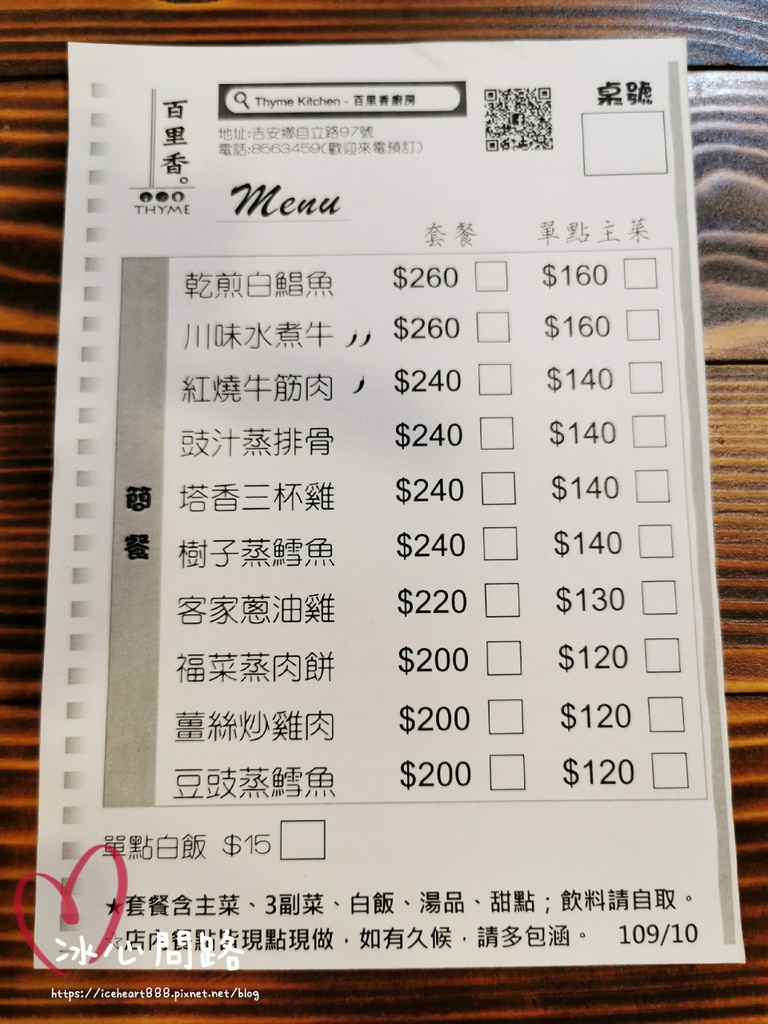 百里香。
THYME
Thyme Kitchen - 百里香廚房
地址:吉安鄉自立路97號
電話:8563459(歡迎來電預訂)
桌號
Menu
套餐 單點主菜
簡餐
乾煎白鯧魚 $260 $160
川味水煮牛 $260 $160
紅燒牛筋肉 $240 $140
豉汁蒸排骨 $240 $140
塔香三杯雞 $240 $140
樹子蒸鱈魚 $240 $140
客家蔥油雞 $220 $130
福菜蒸肉餅 $200 $120
薑絲炒雞肉 $200 $120
豆豉蒸鱈魚 $200 $120
單點白飯 $15
★套餐含主菜、3副菜、白飯、湯品、甜點；飲料請自取。
☆店內餐點皆現點現做，如有久候，請多包涵。 109/10
冰心問路
https://iceheart888.pixnet.net/blog